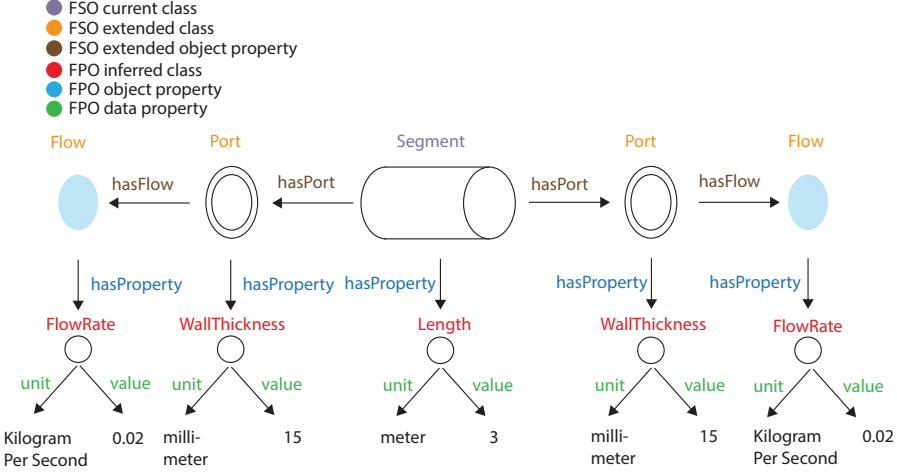 FSO current class
FSO extended class
FSO extended object property
FPO inferred class
FPO object property
FPO data property
Flow
Port
Segment
Port
Flow
hasFlow
hasPort
hasPort
hasFlow
hasProperty
hasProperty
hasProperty
hasProperty
hasProperty
FlowRate
WallThickness
Length
WallThickness
FlowRate
unit
value
unit
value
unit
value
unit
value
unit
value
Kilogram
Per Second
0.02
milli-
meter
15
meter
3
milli-
meter
15
Kilogram
Per Second
0.02